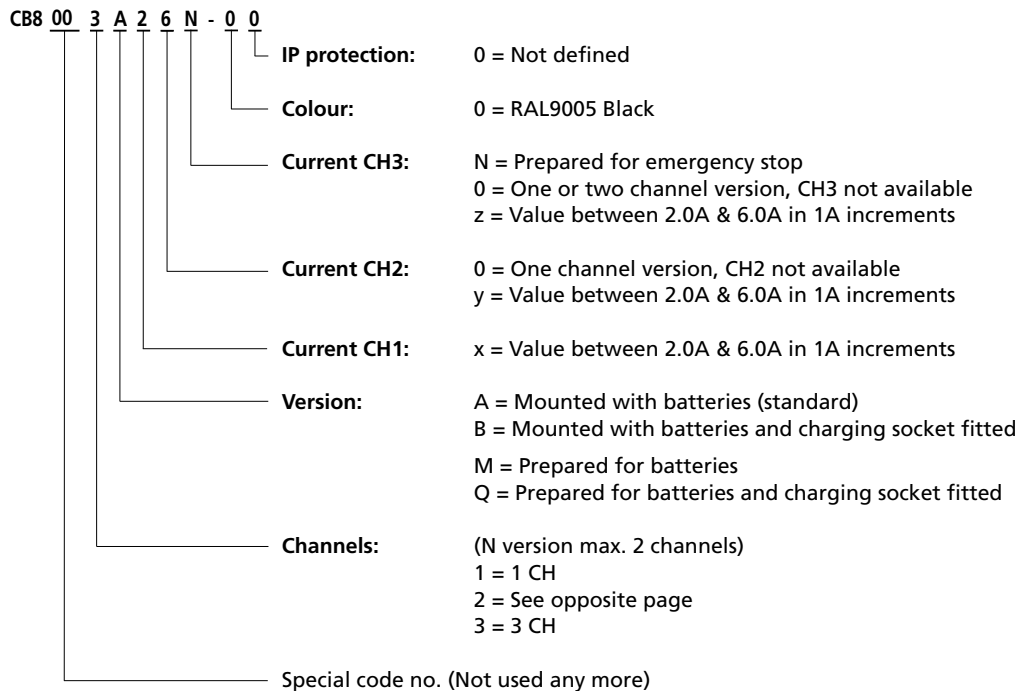 CB8 00 3 A 2 6 N - 0 0
IP protection: 0 = Not defined
Colour: 0 = RAL9005 Black
Current CH3: N = Prepared for emergency stop
0 = One or two channel version, CH3 not available
z = Value between 2.0A & 6.0A in 1A increments
Current CH2: 0 = One channel version, CH2 not available
y = Value between 2.0A & 6.0A in 1A increments
Current CH1: x = Value between 2.0A & 6.0A in 1A increments
Version: A = Mounted with batteries (standard)
B = Mounted with batteries and charging socket fitted
M = Prepared for batteries
Q = Prepared for batteries and charging socket fitted
Channels: (N version max. 2 channels)
1 = 1 CH
2 = See opposite page
3 = 3 CH
Special code no. (Not used any more)